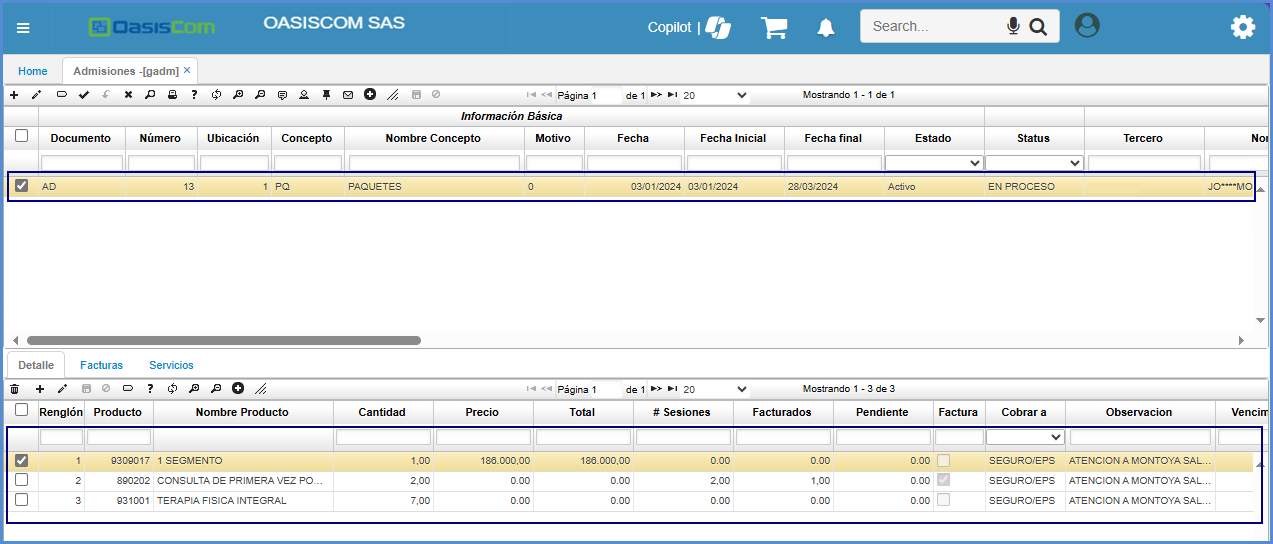 OasisCom OASISCOM SAS Copilot | Search...
Home Admisiones -[gadm] ×
Página 1 de 1 20 Mostrando 1 - 1 de 1
Información Básica
Documento Número Ubicación Concepto Nombre Concepto Motivo Fecha Fecha Inicial Fecha final Estado Status Tercero Nor
AD 13 1 PQ PAQUETES 0 03/01/2024 03/01/2024 28/03/2024 Activo EN PROCESO JO****MO
Detalle Facturas Servicios
Página 1 de 1 20 Mostrando 1 - 3 de 3
Renglón Producto Nombre Producto Cantidad Precio Total # Sesiones Facturados Pendiente Factura Cobrar a Observacion Vencim
1 9309017 1 SEGMENTO 1,00 186.000,00 186.000,00 0.00 0.00 0.00 SEGURO/EPS ATENCION A MONTOYA SAL...
2 890202 CONSULTA DE PRIMERA VEZ PO... 2,00 0.00 0.00 2,00 1,00 0.00 SEGURO/EPS ATENCION A MONTOYA SAL...
3 931001 TERAPIA FISICA INTEGRAL 7,00 0.00 0.00 0.00 0.00 0.00 SEGURO/EPS ATENCION A MONTOYA SAL...